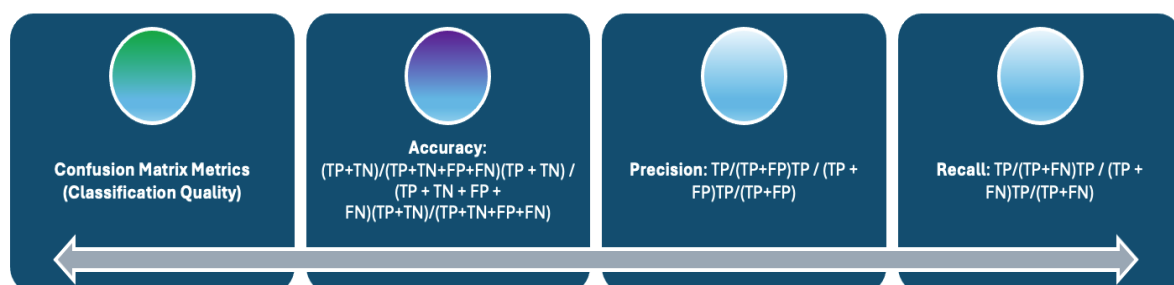 Confusion Matrix Metrics
(Classification Quality)
Accuracy:
(TP+TN)/(TP+TN+FP+FN)(TP + TN) /
(TP + TN + FP +
FN)(TP+TN)/(TP+TN+FP+FN)
Precision: TP/(TP+FP)TP / (TP +
FP)TP/(TP+FP)
Recall: TP/(TP+FN)TP / (TP +
FN)TP/(TP+FN)